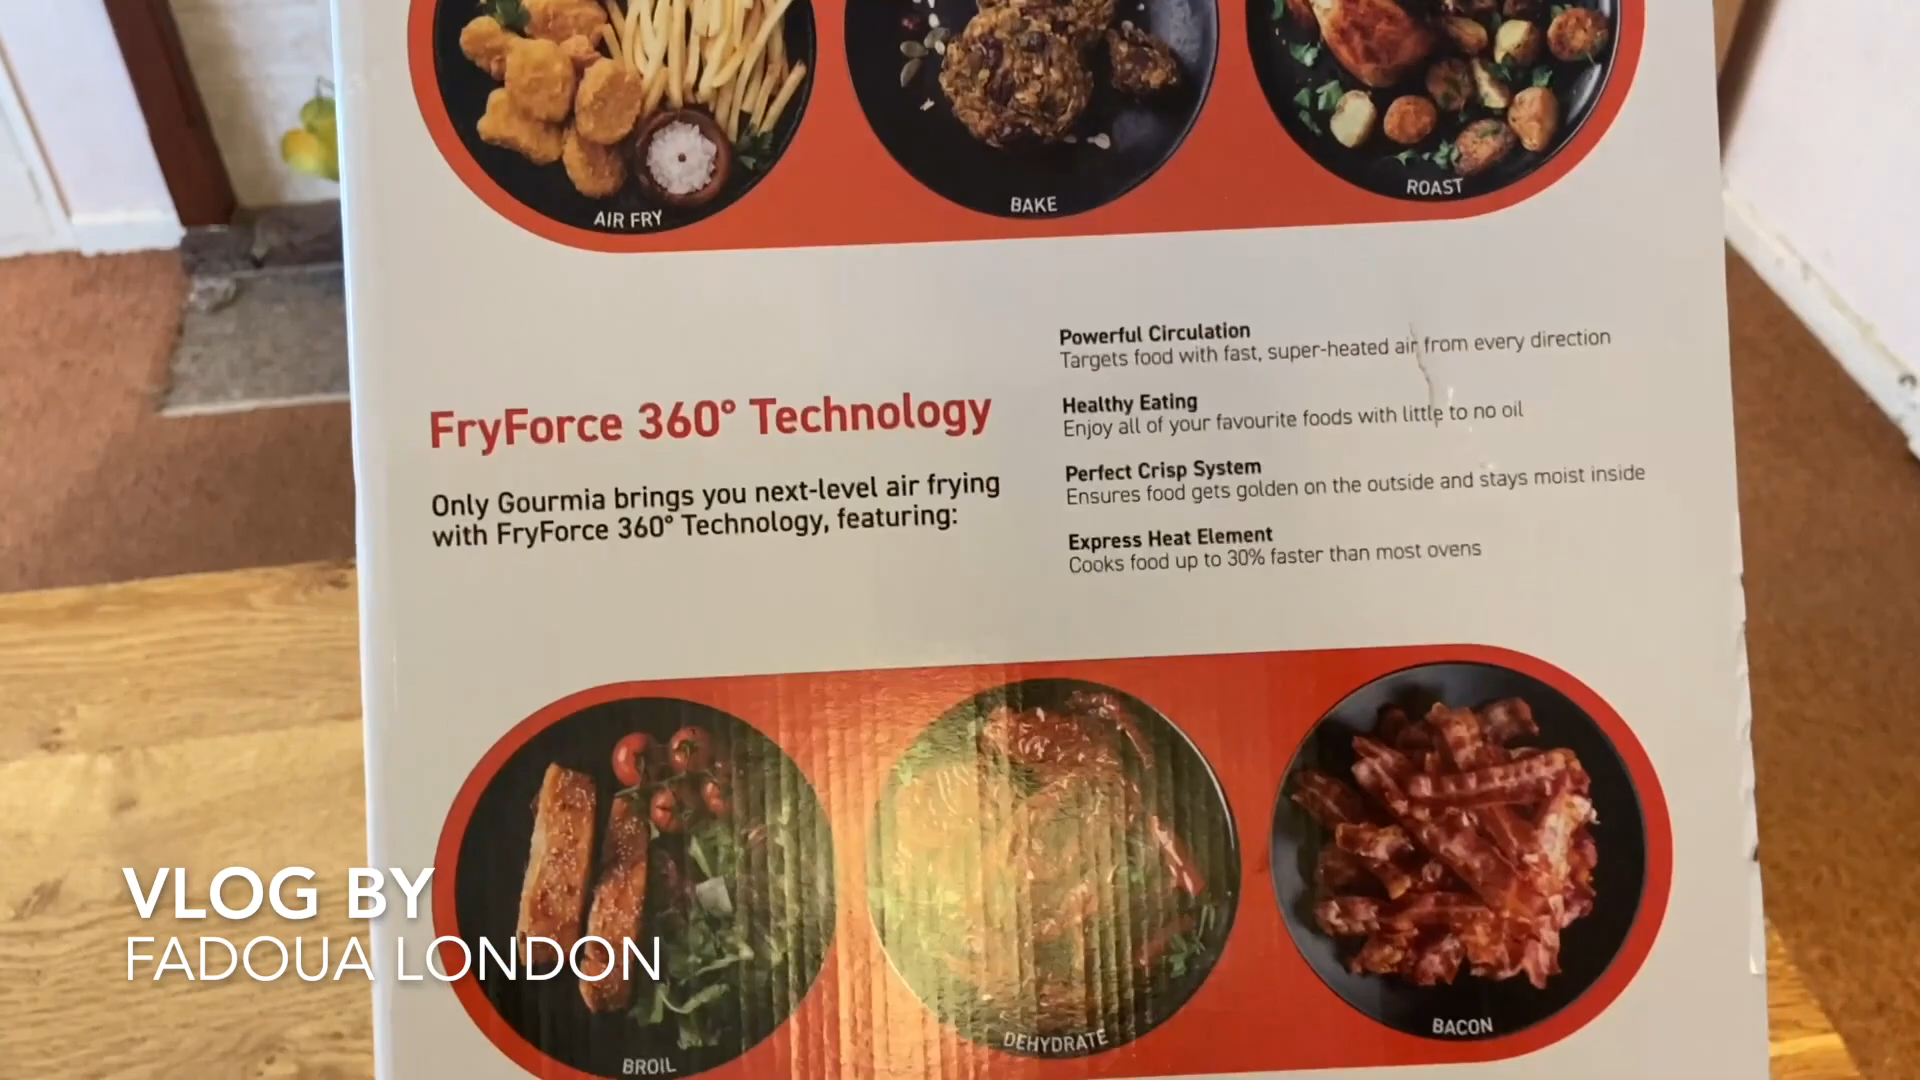 AIR FRY
BAKE
ROAST
FryForce 360° Technology
Only Gourmia brings you next-level air frying
with FryForce 360° Technology, featuring:
Powerful Circulation
Targets food with fast, super-heated air from every direction
Healthy Eating
Enjoy all of your favourite foods with little to no oil
Perfect Crisp System
Ensures food gets golden on the outside and stays moist inside
Express Heat Element
Cooks food up to 30% faster than most ovens
BROIL
DEHYDRATE
BACON
VLOG BY
FADOUA LONDON